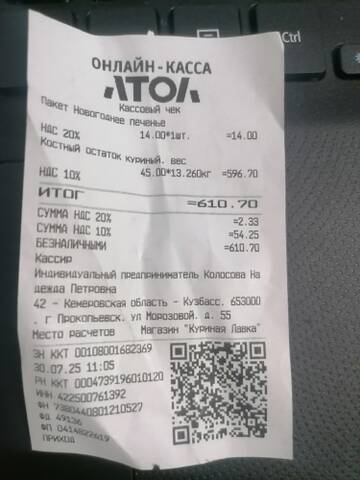 ОНЛАЙН-КАССА
АТОЛ
Кассовый чек
Пакет Новогоднее печенье
НДС 20% 14.00*1шт. =14.00
Костный остаток куриный. вес
НДС 10% 45.00*13.260кг =596.70
ИТОГ =610.70
СУММА НДС 20% =2.33
СУММА НДС 10% =54.25
БЕЗНАЛИЧНЫМИ =610.70
Кассир
Индивидуальный предприниматель Колосова На
дежда Петровна
42 - Кемеровская область - Кузбасс. 653000
. г Прокопьевск. ул Морозовой. д. 55
Место расчетов Магазин "Куриная Лавка"
ЗН ККТ 00108001682369
30.07.25 11:05
РН ККТ 0004739196010120
ИНН 422500761392
ФН 7380440801210527
ФД 49136
ФП 0414822619
ПРИХОД
Ctrl